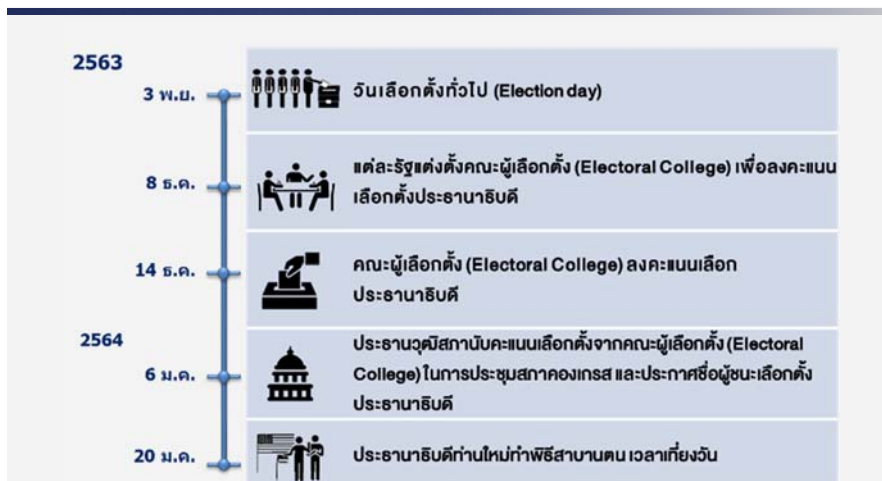 2563
3 พ.ย.
วันเลือกตั้งทั่วไป (Election day)
8 ธ.ค.
แต่ละรัฐแต่งตั้งคณะผู้เลือกตั้ง (Electoral College) เพื่อลงคะแนน
เลือกตั้งประธานาธิบดี
14 ธ.ค.
คณะผู้เลือกตั้ง (Electoral College) ลงคะแนนเลือก
ประธานาธิบดี
2564
6 ม.ค.
ประธานวุฒิสภานับคะแนนเลือกตั้งจากคณะผู้เลือกตั้ง (Electoral
College) ในการประชุมสภาคองเกรส และประกาศชื่อผู้ชนะเลือกตั้ง
ประธานาธิบดี
20 ม.ค.
ประธานาธิบดีท่านใหม่ทำพิธีสาบานตน เวลาเที่ยงวัน